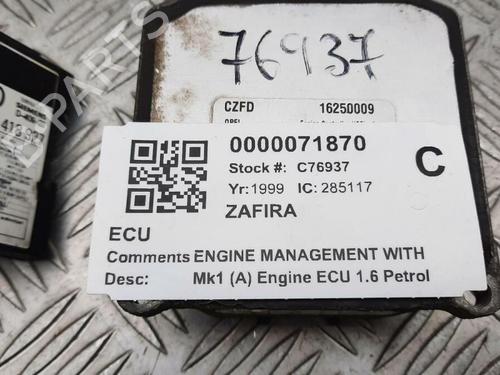 76937
CZFD 16250009
OPEL
0000071870
Stock #: C76937
Yr: 1999 IC: 285117
C
ZAFIRA
ECU
Comments ENGINE MANAGEMENT WITH
Desc: Mk1 (A) Engine ECU 1.6 Petrol
PARTS